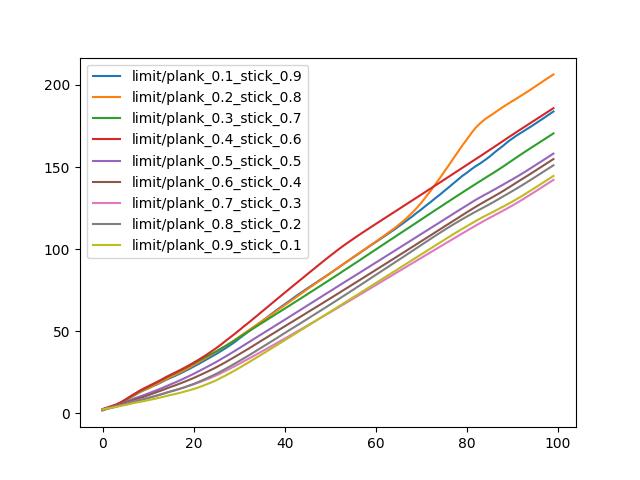 limit/plank_0.1_stick_0.9
limit/plank_0.2_stick_0.8
limit/plank_0.3_stick_0.7
limit/plank_0.4_stick_0.6
limit/plank_0.5_stick_0.5
limit/plank_0.6_stick_0.4
limit/plank_0.7_stick_0.3
limit/plank_0.8_stick_0.2
limit/plank_0.9_stick_0.1
200
150
100
50
0
0 20 40 60 80 100